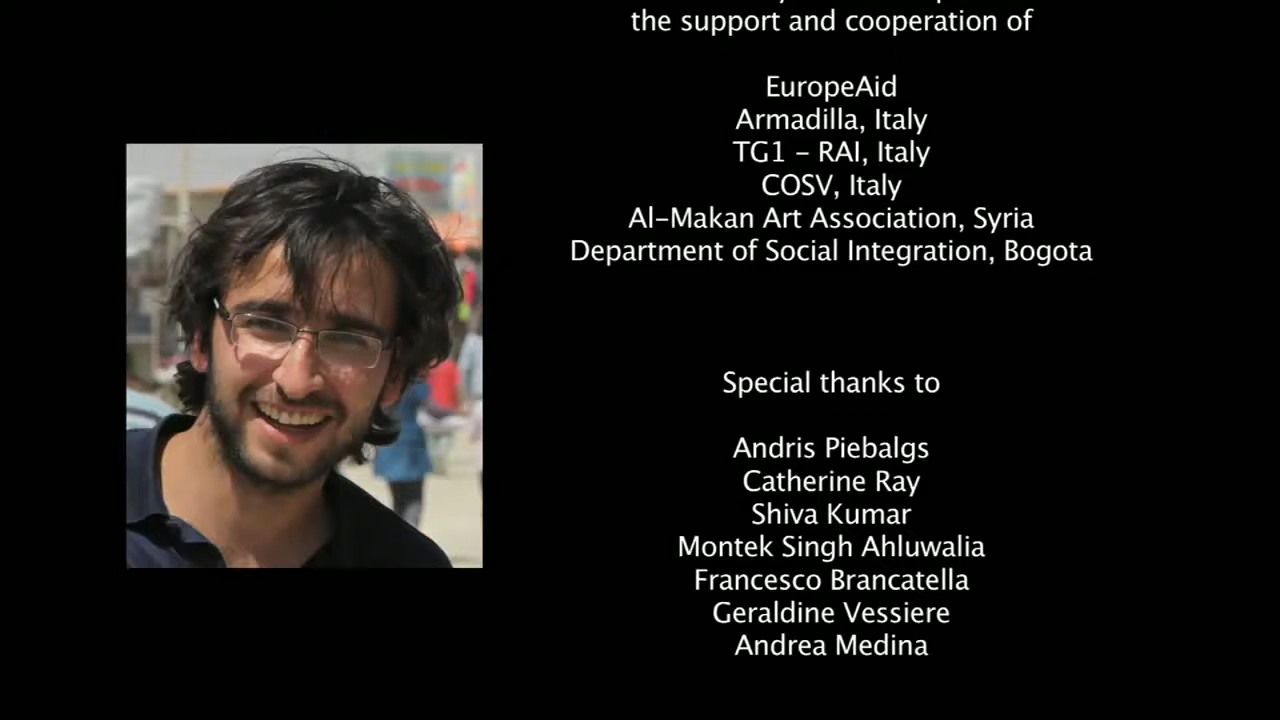 the support and cooperation of
EuropeAid
Armadilla, Italy
TG1 – RAI, Italy
COSV, Italy
Al–Makan Art Association, Syria
Department of Social Integration, Bogota
Special thanks to
Andris Piebalgs
Catherine Ray
Shiva Kumar
Montek Singh Ahluwalia
Francesco Brancatella
Geraldine Vessiere
Andrea Medina